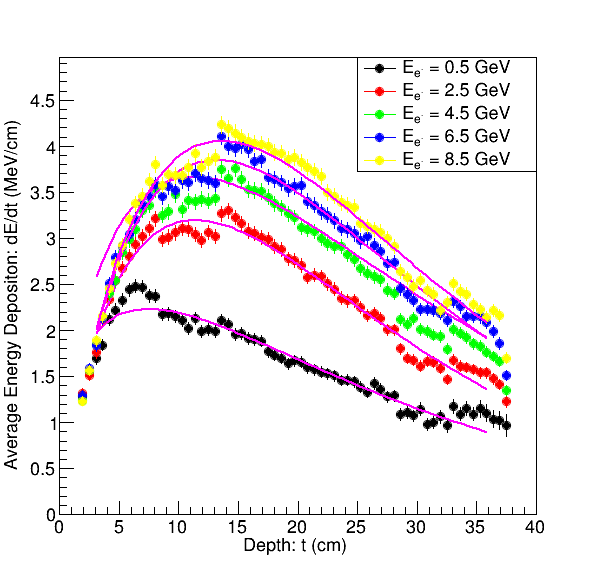 E_e- = 0.5 GeV
E_e- = 2.5 GeV
E_e- = 4.5 GeV
E_e- = 6.5 GeV
E_e- = 8.5 GeV
Average Energy Depositon: dE/dt (MeV/cm)
4.5
4
3.5
3
2.5
2
1.5
1
0.5
0
0 5 10 15 20 25 30 35 40
Depth: t (cm)